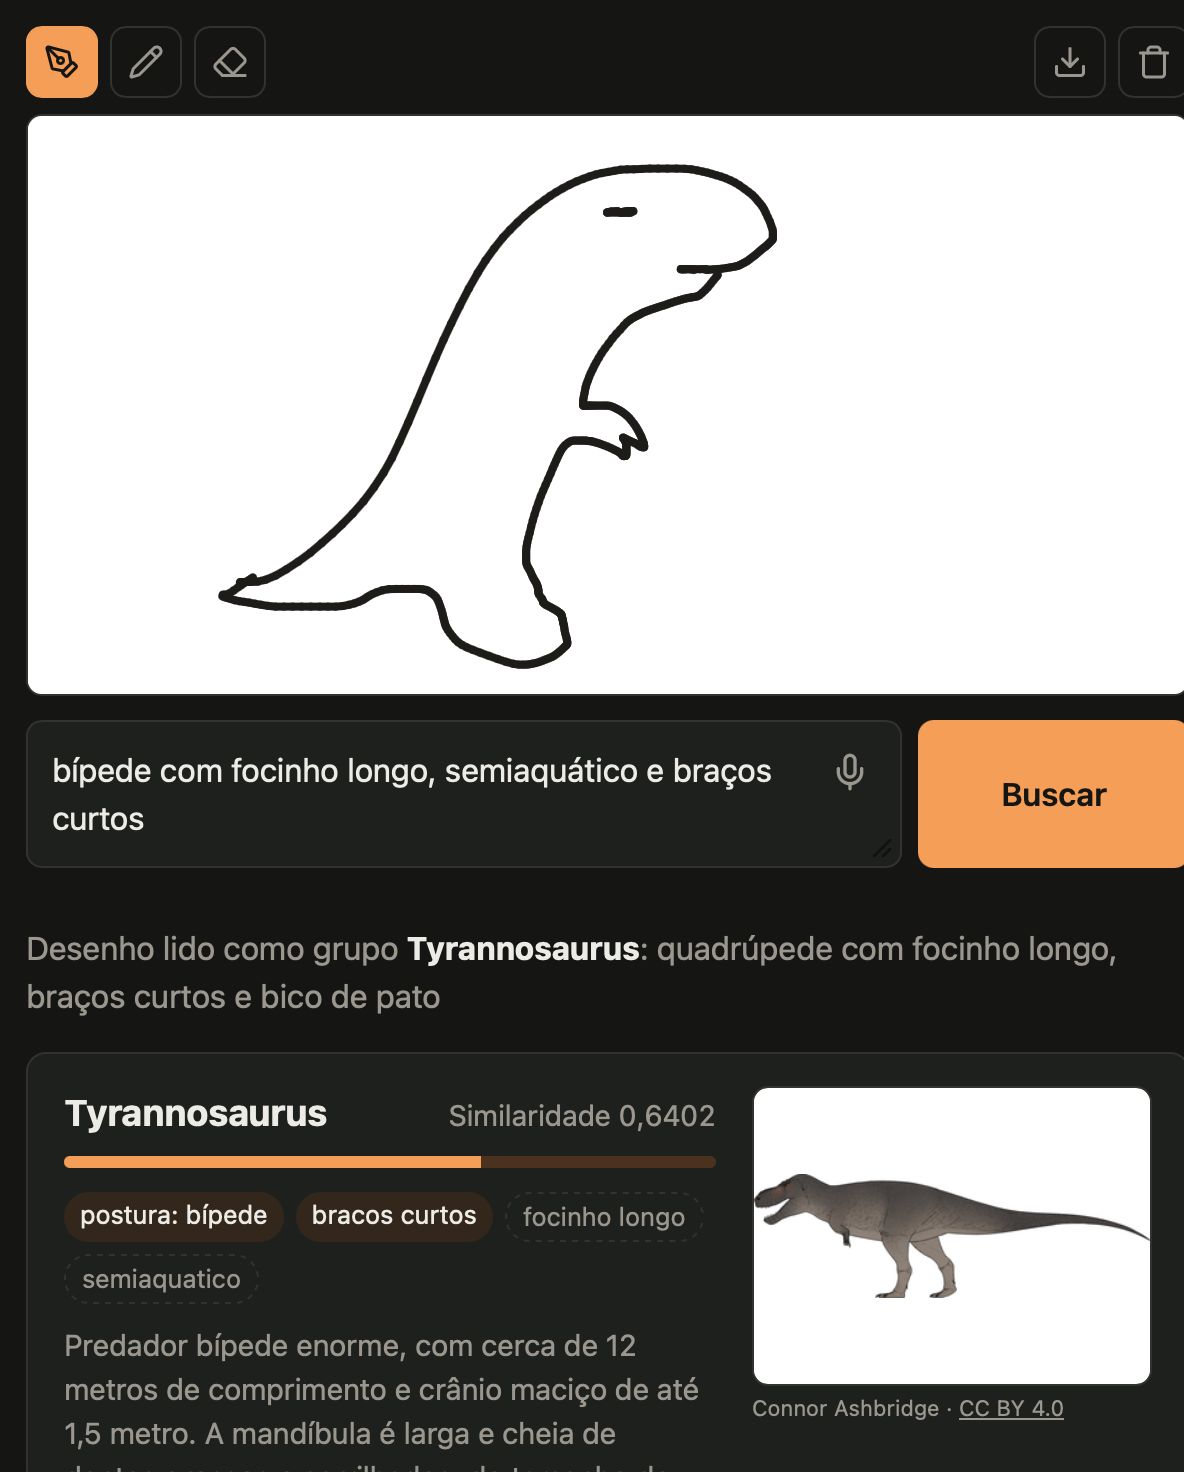 bípede com focinho longo, semiaquático e braços
curtos
Buscar
Desenho lido como grupo Tyrannosaurus: quadrúpede com focinho longo,
braços curtos e bico de pato
Tyrannosaurus
Similaridade 0,6402
postura: bípede
bracos curtos
focinho longo
semiaquatico
Predador bípede enorme, com cerca de 12
metros de comprimento e crânio maciço de até
1,5 metro. A mandíbula é larga e cheia de
Connor Ashbridge · CC BY 4.0